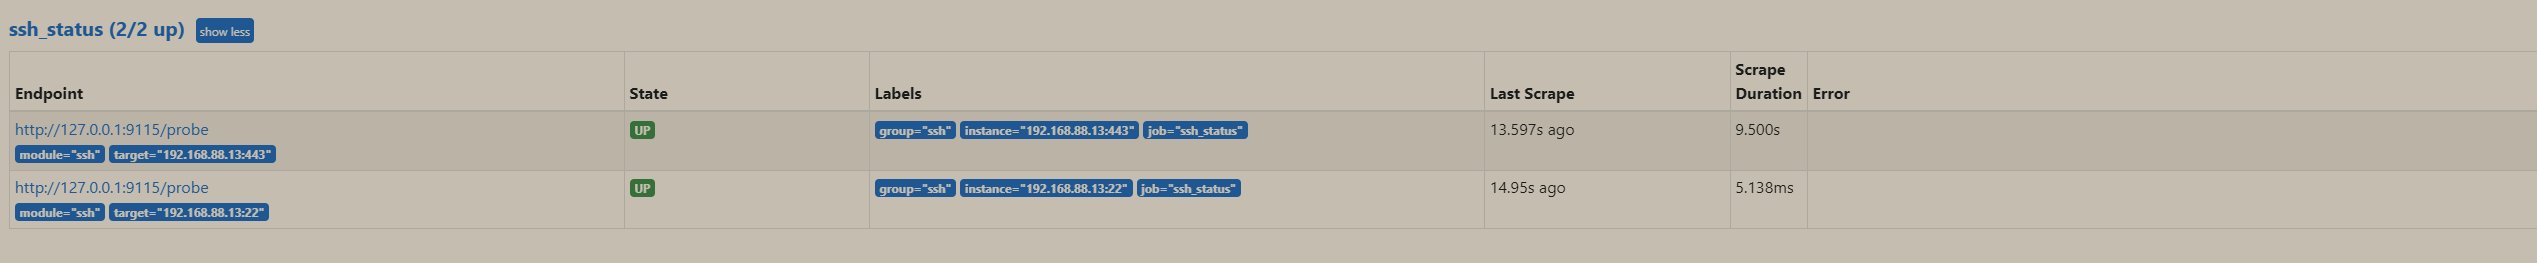 ssh_status (2/2 up) show less
Endpoint State Labels Last Scrape Scrape Duration Error
http://127.0.0.1:9115/probe UP group="ssh" instance="192.168.88.13:443" job="ssh_status" 13.597s ago 9.500s
module="ssh" target="192.168.88.13:443"
http://127.0.0.1:9115/probe UP group="ssh" instance="192.168.88.13:22" job="ssh_status" 14.95s ago 5.138ms
module="ssh" target="192.168.88.13:22"